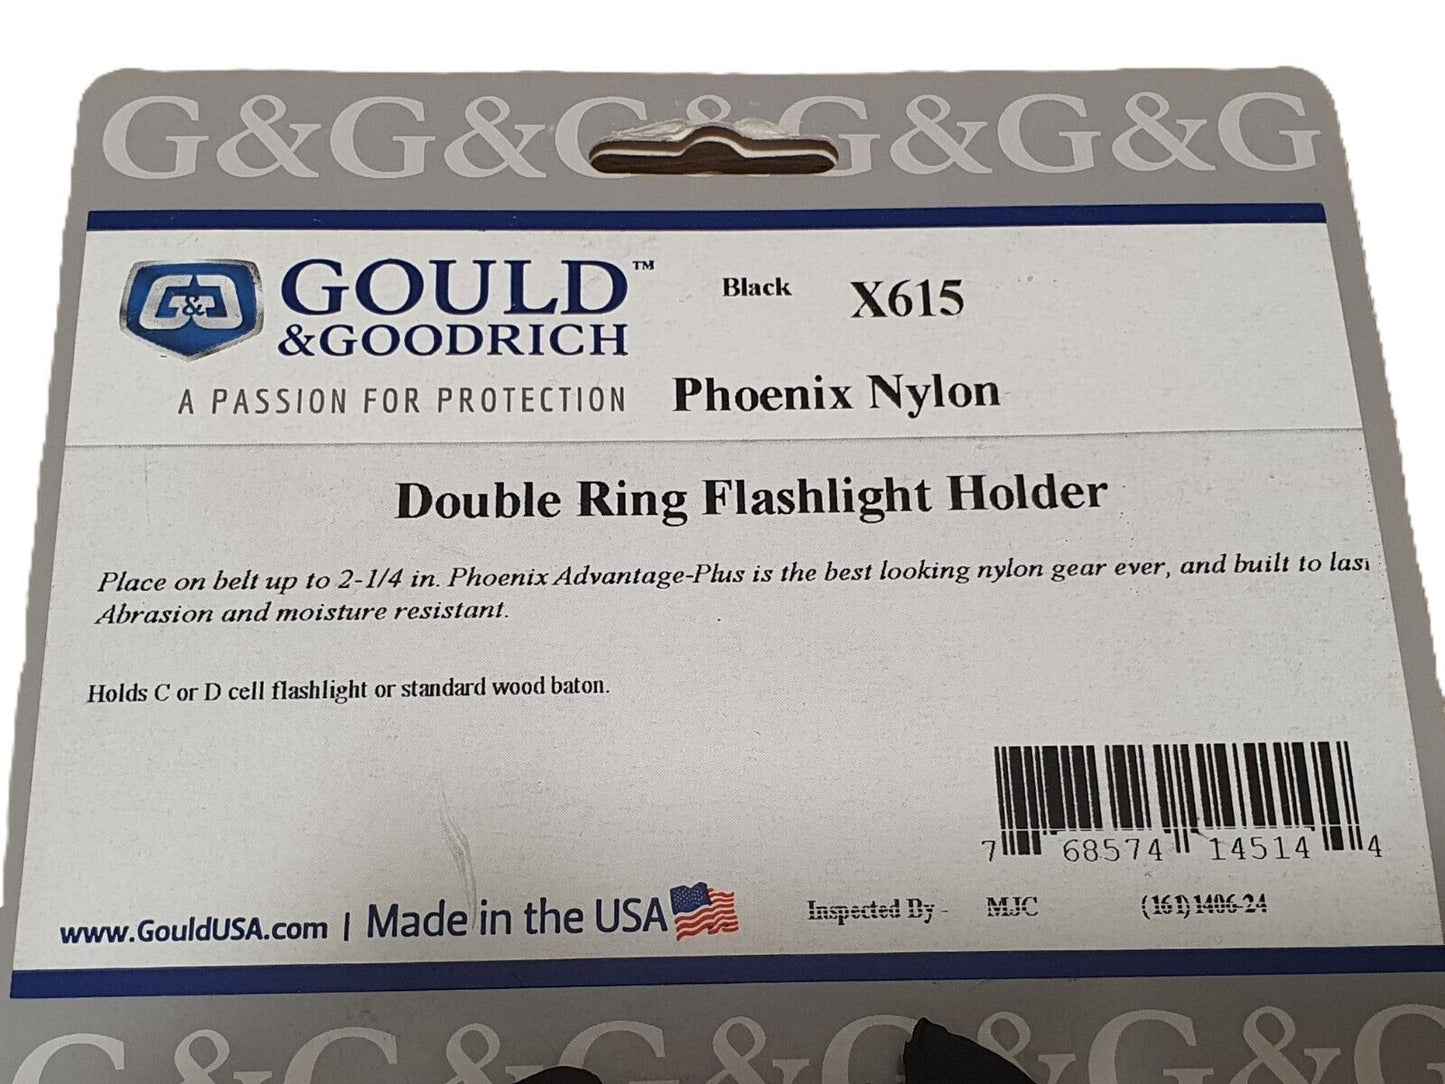 G&G&G&G&G&G
GOULD™
&GOODRICH
A PASSION FOR PROTECTION
Black
X615
Phoenix Nylon
Double Ring Flashlight Holder
Place on belt up to 2-1/4 in. Phoenix Advantage-Plus is the best looking nylon gear ever, and built to las
Abrasion and moisture resistant.
Holds C or D cell flashlight or standard wood baton.
7 68574 14514 4
www.GouldUSA.com | Made in the USA
Inspected By - MJC (161) 1406-24
G&G&G&G&G&G